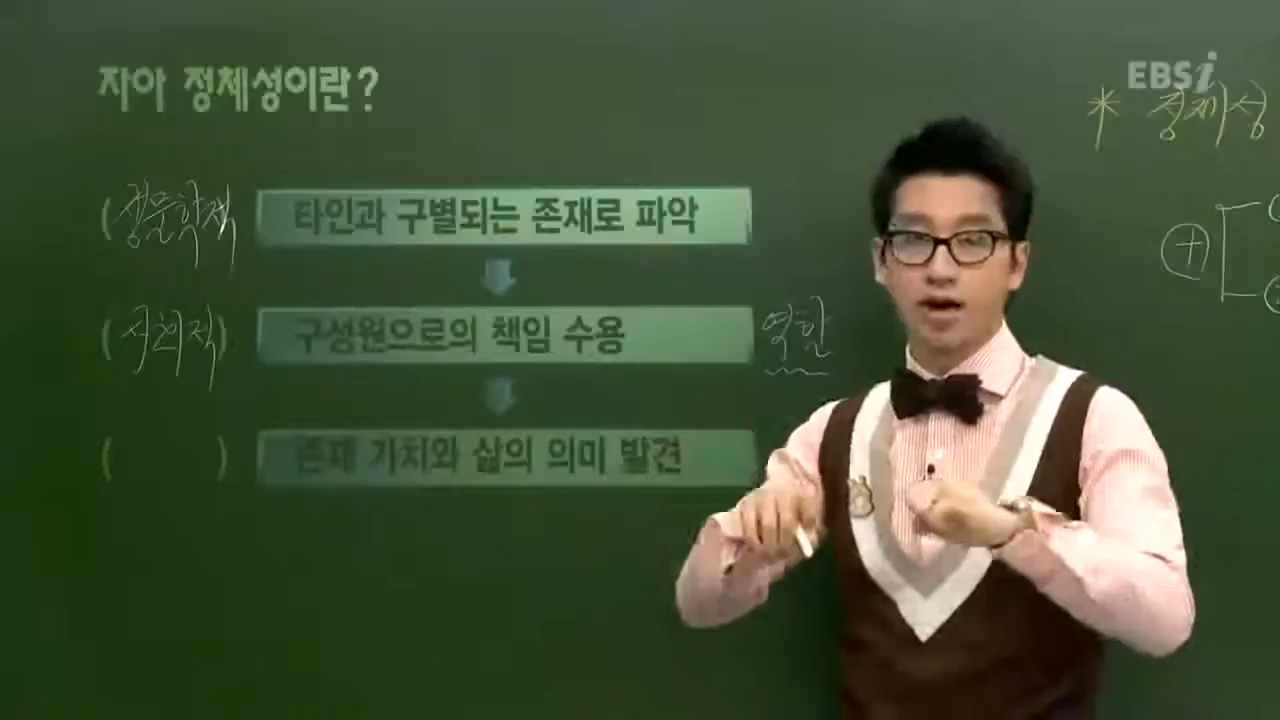 자아 정체성이란?
EBSi
* 정체성
(생물학적
타인과 구별되는 존재로 파악
(사회적)
구성원으로의 책임 수용
역할
( )
존재 가치와 삶의 의미 발견
+